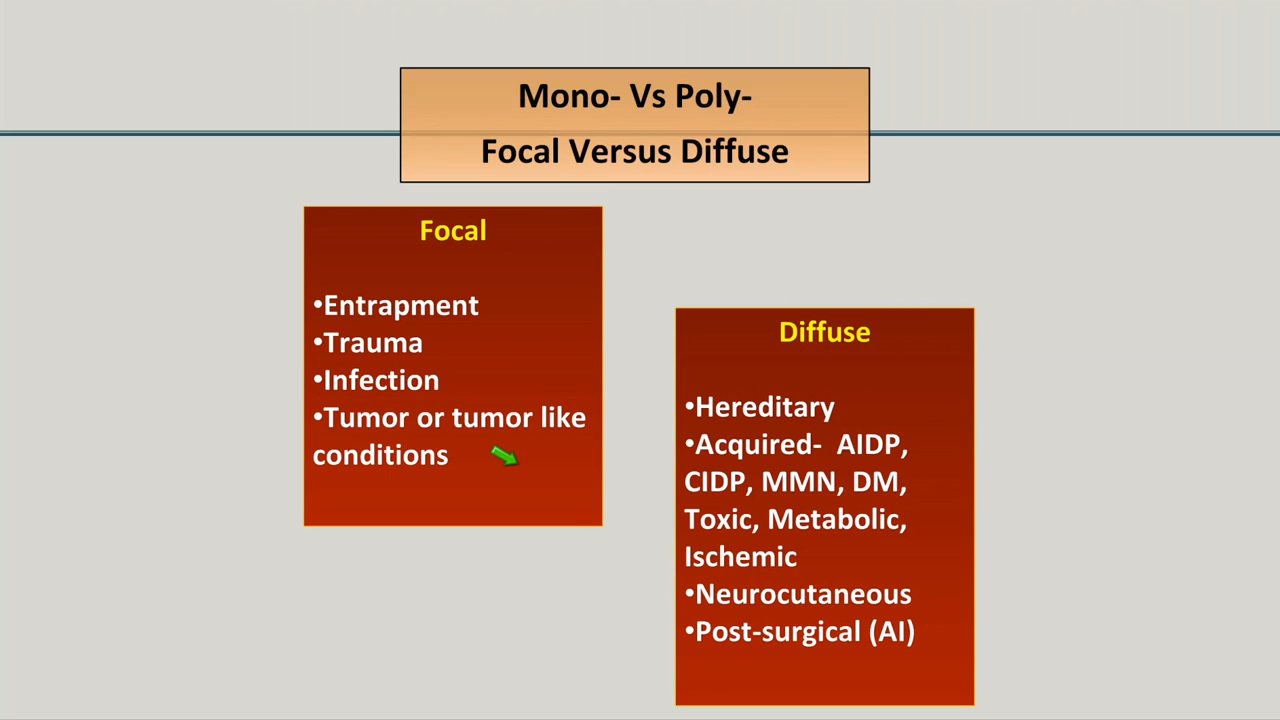 Mono- Vs Poly-
Focal Versus Diffuse
Focal
•Entrapment
•Trauma
•Infection
•Tumor or tumor like
conditions
Diffuse
•Hereditary
•Acquired- AIDP,
CIDP, MMN, DM,
Toxic, Metabolic,
Ischemic
•Neurocutaneous
•Post-surgical (AI)